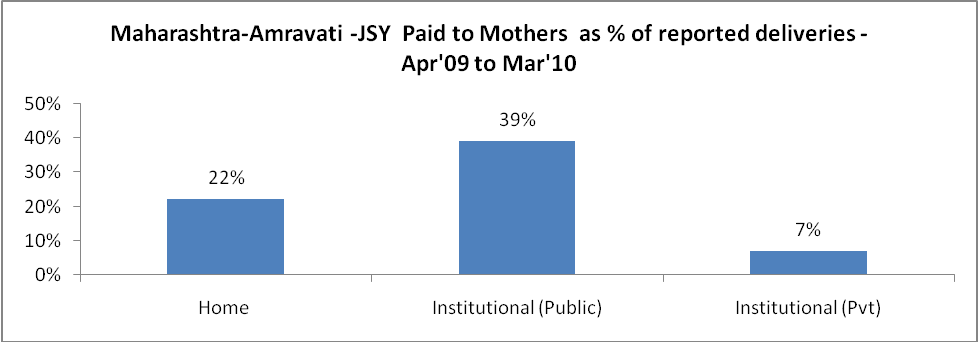 Maharashtra-Amravati -JSY Paid to Mothers as % of reported deliveries -
Apr'09 to Mar'10
50%
40%
30%
20%
10%
0%
22%
39%
7%
Home
Institutional (Public)
Institutional (Pvt)